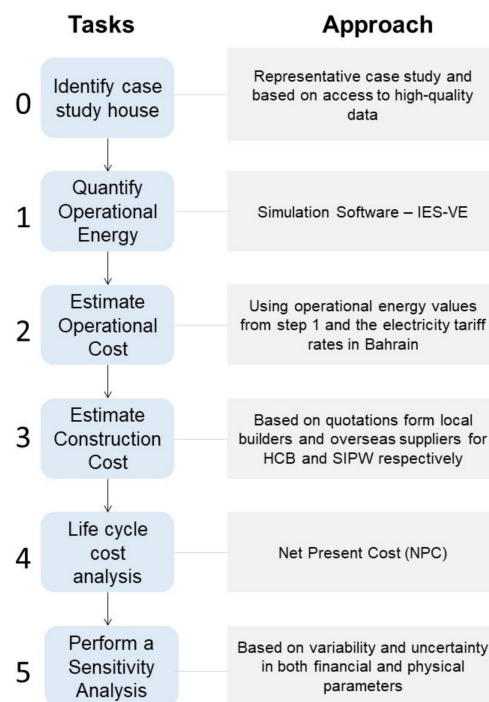 Tasks
Approach
0
Identify case
study house
Representative case study and
based on access to high-quality
data
1
Quantify
Operational
Energy
Simulation Software – IES-VE
2
Estimate
Operational
Cost
Using operational energy values
from step 1 and the electricity tariff
rates in Bahrain
3
Estimate
Construction
Cost
Based on quotations form local
builders and overseas suppliers for
HCB and SIPW respectively
4
Life cycle
cost
analysis
Net Present Cost (NPC)
5
Perform a
Sensitivity
Analysis
Based on variability and uncertainty
in both financial and physical
parameters